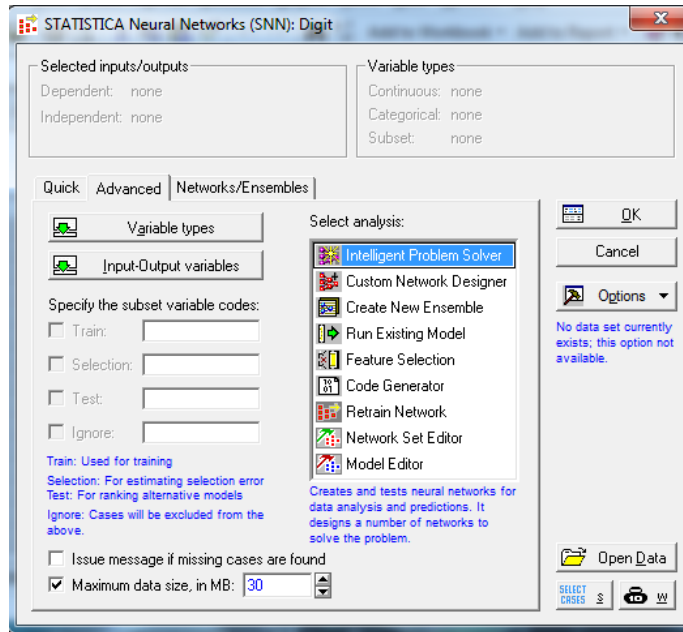 STATISTICA Neural Networks (SNN): Digit
Selected inputs/outputs
Dependent: none
Independent: none
Variable types
Continuous: none
Categorical: none
Subset: none
Quick
Advanced
Networks/Ensembles
Variable types
Input-Output variables
Specify the subset variable codes:
Train:
Selection:
Test:
Ignore:
Train: Used for training
Selection: For estimating selection error
Test: For ranking alternative models
Ignore: Cases will be excluded from the
above.
Issue message if missing cases are found
Maximum data size, in MB: 30
Select analysis:
Intelligent Problem Solver
Custom Network Designer
Create New Ensemble
Run Existing Model
Feature Selection
Code Generator
Retrain Network
Network Set Editor
Model Editor
Creates and tests neural networks for
data analysis and predictions. It
designs a number of networks to
solve the problem.
OK
Cancel
Options
No data set currently
exists; this option not
available.
Open Data
SELECT
CASES S
W